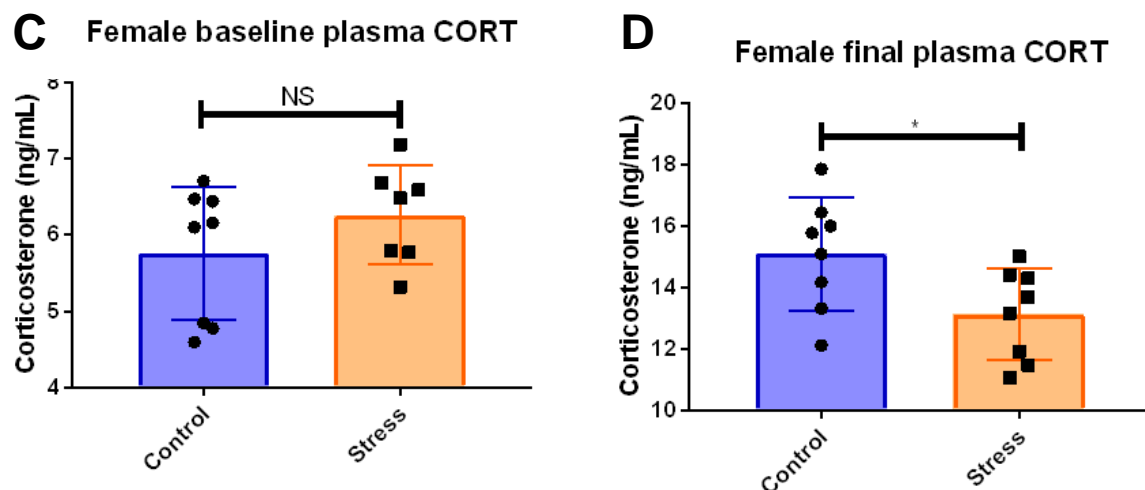 C
Female baseline plasma CORT
Corticosterone (ng/mL)
8
7
6
5
4
NS
Control
Stress
D
Female final plasma CORT
Corticosterone (ng/mL)
20
18
16
14
12
10
*
Control
Stress